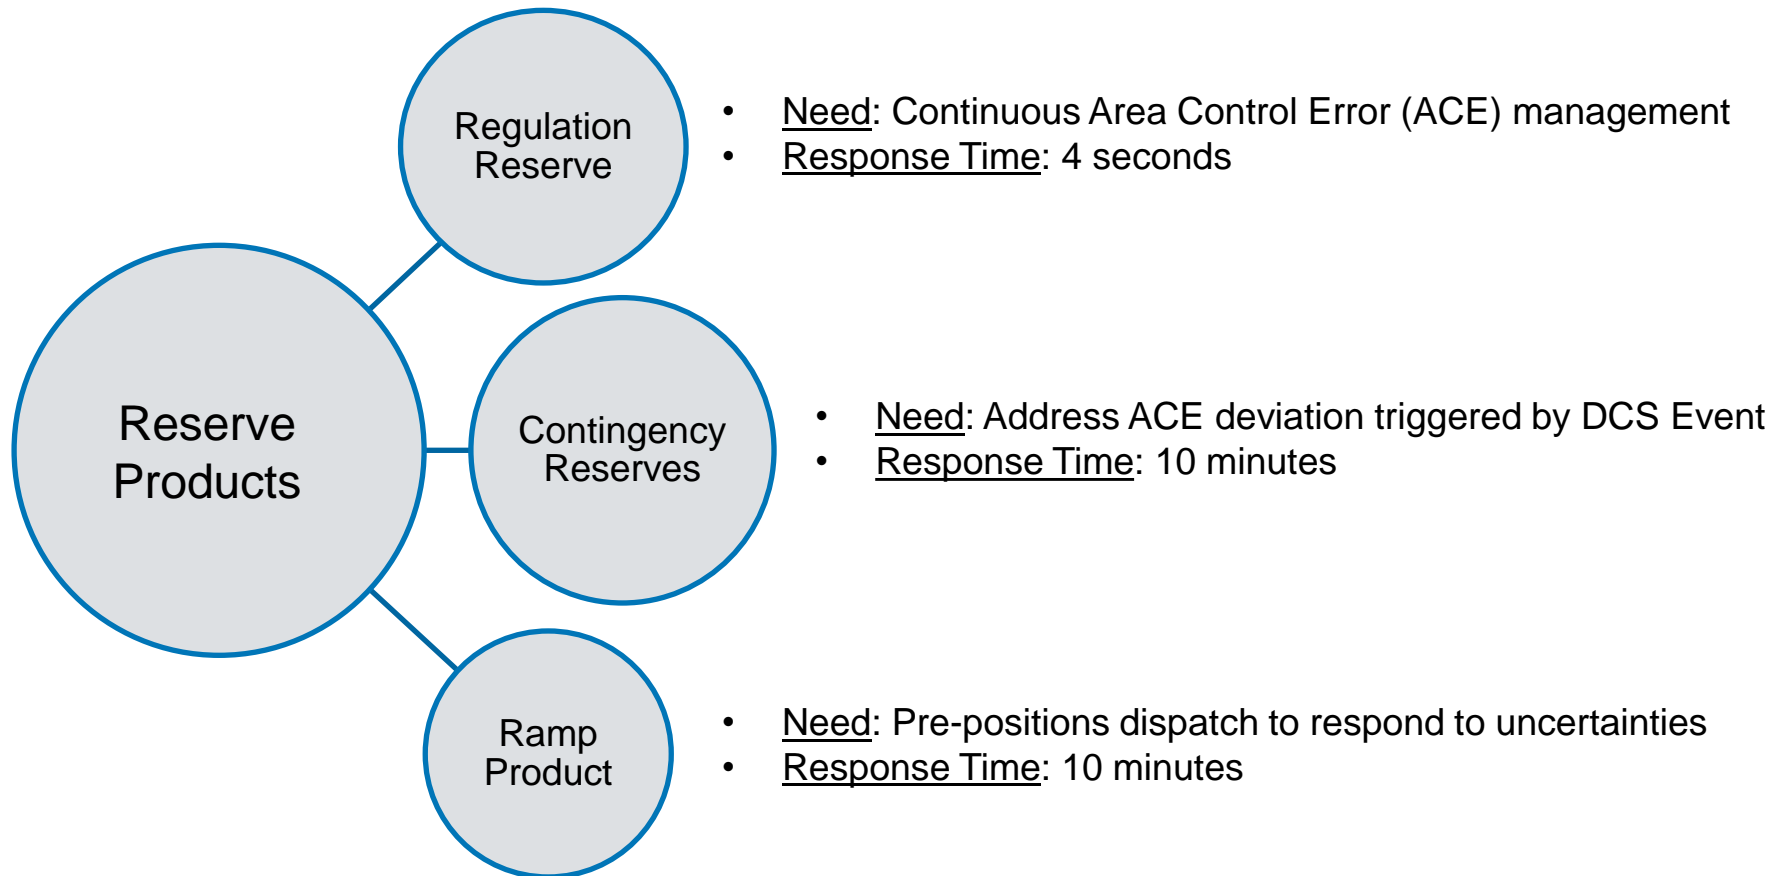 Regulation
Reserve
• Need: Continuous Area Control Error (ACE) management
• Response Time: 4 seconds
Reserve
Products
Contingency
Reserves
• Need: Address ACE deviation triggered by DCS Event
• Response Time: 10 minutes
Ramp
Product
• Need: Pre-positions dispatch to respond to uncertainties
• Response Time: 10 minutes